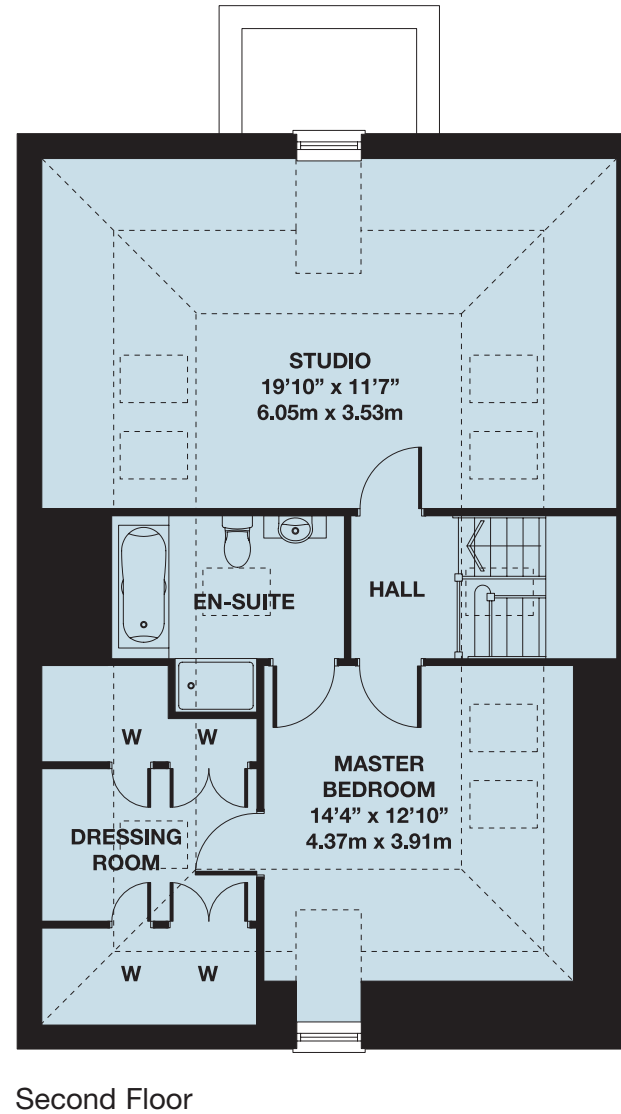 STUDIO
19’10” x 11’7”
6.05m x 3.53m
EN-SUITE
HALL
W W
MASTER
BEDROOM
14’4” x 12’10”
4.37m x 3.91m
DRESSING
ROOM
W W
Second Floor